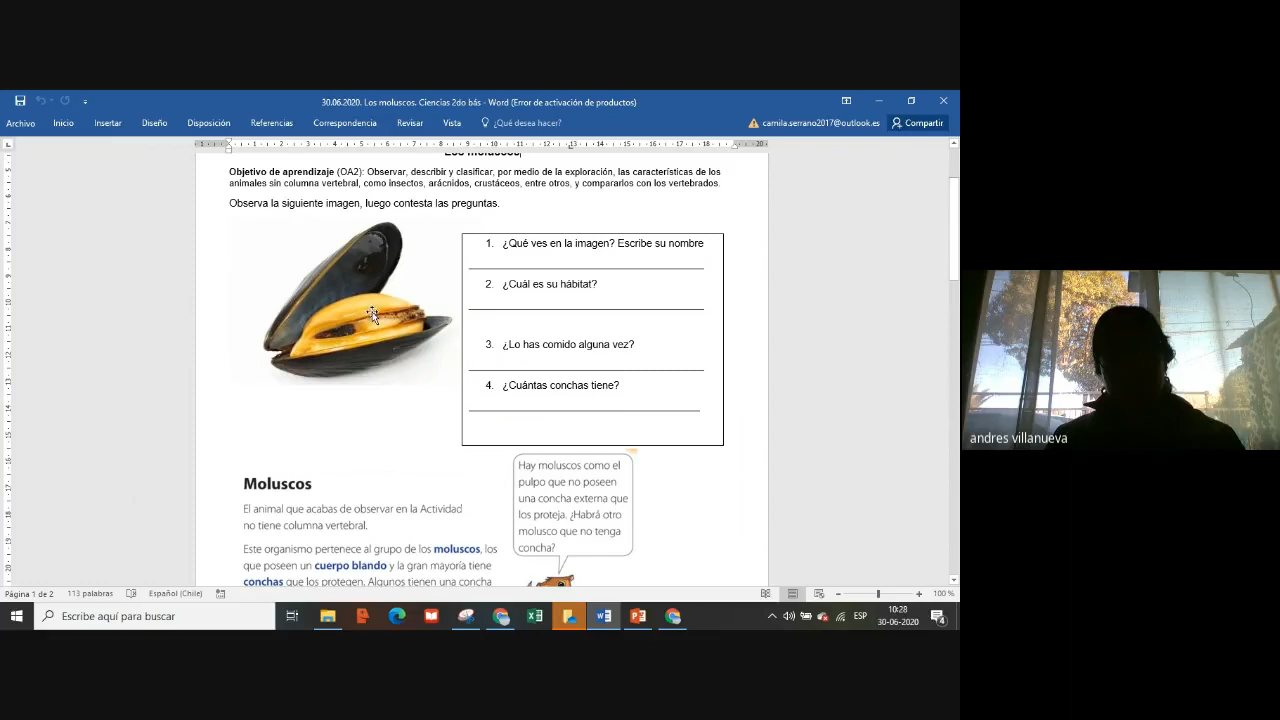 30.06.2020. Los moluscos. Ciencias 2do bás - Word (Error de activación de productos)
Archivo Inicio Insertar Diseño Disposición Referencias Correspondencia Revisar Vista ¿Qué desea hacer? camila.serrano2017@outlook.es Compartir
Los moluscos
Objetivo de aprendizaje (OA2): Observar, describir y clasificar, por medio de la exploración, las características de los
animales sin columna vertebral, como insectos, arácnidos, crustáceos, entre otros, y compararlos con los vertebrados.
Observa la siguiente imagen, luego contesta las preguntas.
1. ¿Qué ves en la imagen? Escribe su nombre
2. ¿Cuál es su hábitat?
3. ¿Lo has comido alguna vez?
4. ¿Cuántas conchas tiene?
Moluscos
El animal que acabas de observar en la Actividad
no tiene columna vertebral.
Este organismo pertenece al grupo de los moluscos, los
que poseen un cuerpo blando y la gran mayoría tiene
conchas que los protegen. Algunos tienen una concha
Hay moluscos como el
pulpo que no poseen
una concha externa que
los proteja. ¿Habrá otro
molusco que no tenga
concha?
andres villanueva
Página 1 de 2 113 palabras Español (Chile) 100 %
Escribe aquí para buscar
ESP
10:28
30-06-2020
4